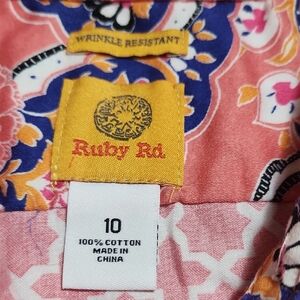 WRINKLE RESISTANT
Ruby Rd
10
100% COTTON
MADE IN
CHINA